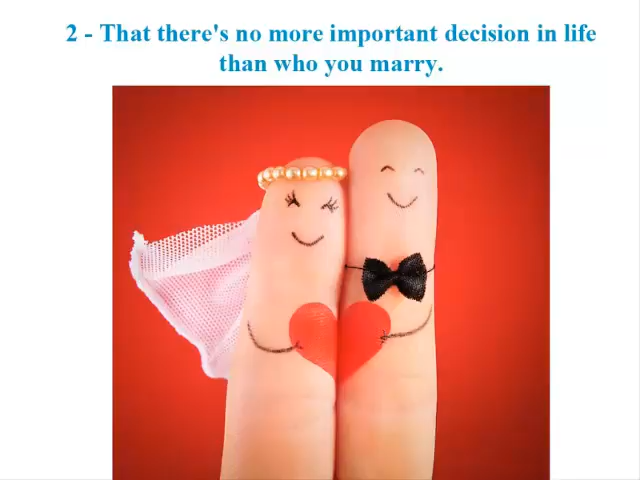 2 - That there's no more important decision in life
than who you marry.